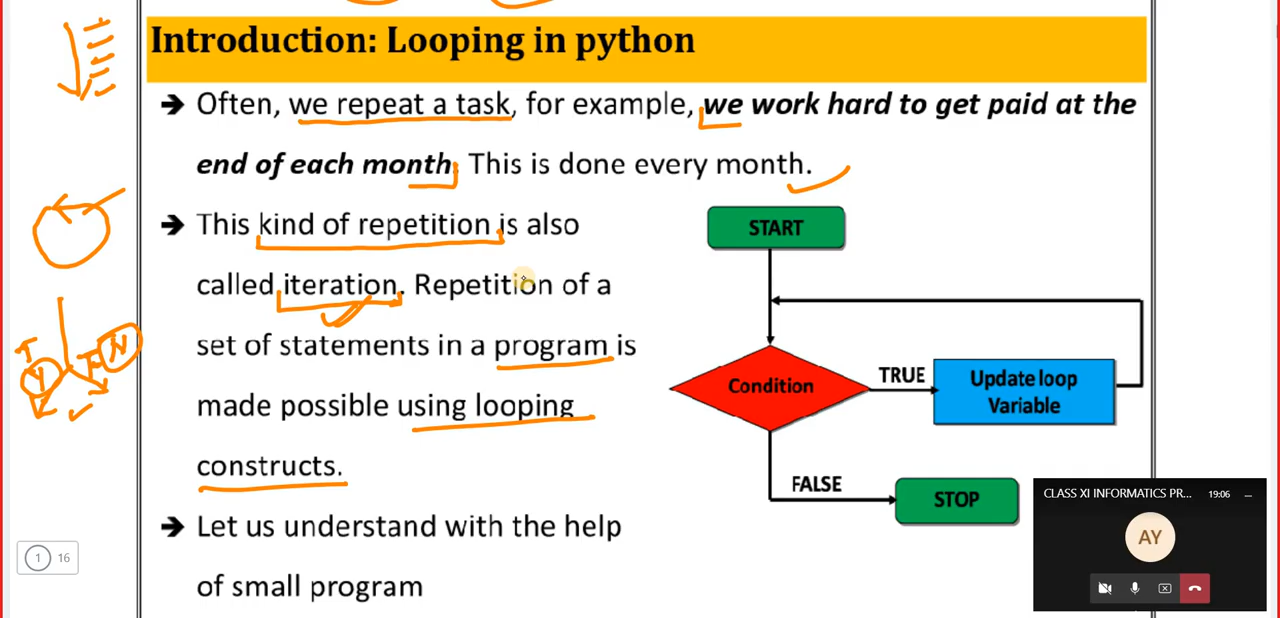 Introduction: Looping in python
➔ Often, we repeat a task, for example, we work hard to get paid at the
end of each month. This is done every month.
➔ This kind of repetition is also
called iteration. Repetition of a
set of statements in a program is
made possible using looping
constructs.
➔ Let us understand with the help
of small program
START
Condition
TRUE
Update loop
Variable
FALSE
STOP
T
Y
F
N
1 16
CLASS XI INFORMATICS PR... 19:06
AY